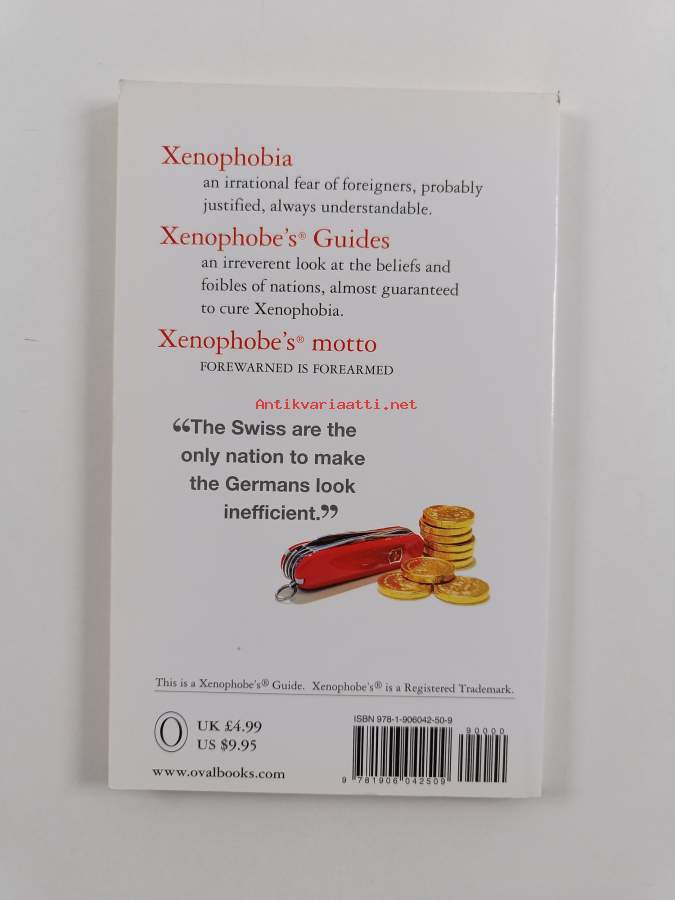 Xenophobia
an irrational fear of foreigners, probably
justified, always understandable.
Xenophobe's® Guides
an irreverent look at the beliefs and
foibles of nations, almost guaranteed
to cure Xenophobia.
Xenophobe's® motto
FOREWARNED IS FOREARMED
Antikvariaatti.net
“The Swiss are the
only nation to make
the Germans look
inefficient.”
This is a Xenophobe's® Guide. Xenophobe's® is a Registered Trademark.
UK £4.99
US $9.95
www.ovalbooks.com
ISBN 978-1-906042-50-9
90000
9 781906 042509